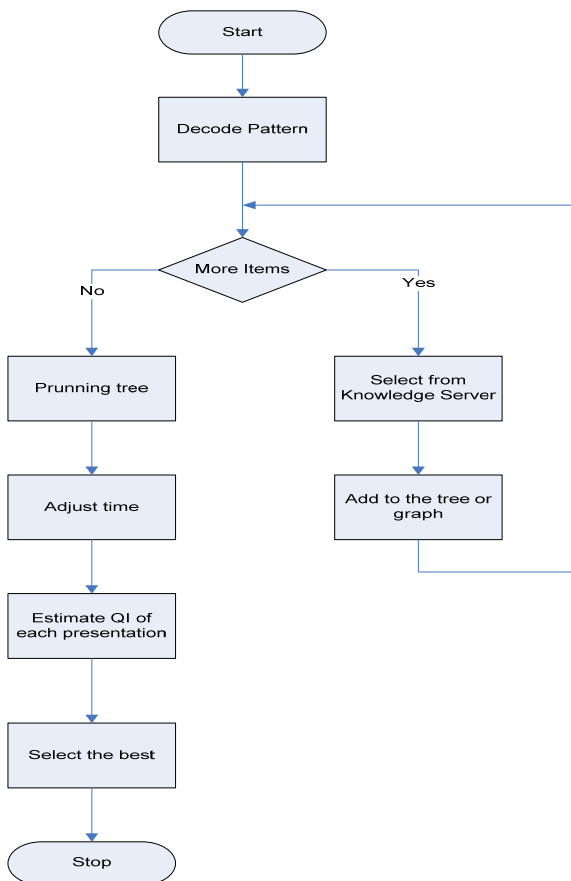 Start
Decode Pattern
More Items
No
Yes
Prunning tree
Select from
Knowledge Server
Adjust time
Add to the tree or
graph
Estimate QI of
each presentation
Select the best
Stop